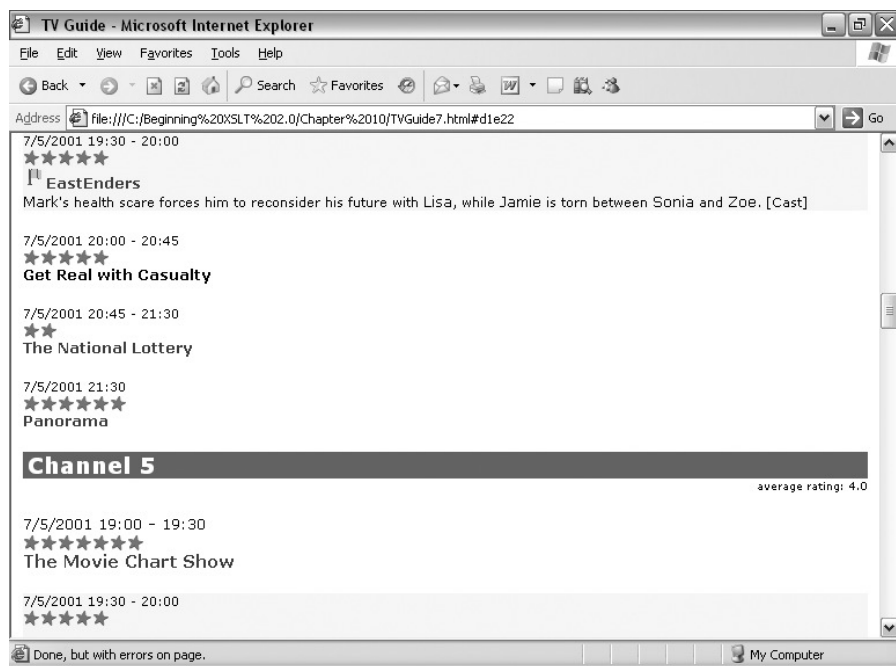 TV Guide - Microsoft Internet Explorer
File Edit View Favorites Tools Help
Back Search Favorites
Address file:///C:/Beginning%20XSLT%202.0/Chapter%2010/TVGuide7.html#d1e22 Go
7/5/2001 19:30 - 20:00
EastEnders
Mark's health scare forces him to reconsider his future with Lisa, while Jamie is torn between Sonia and Zoe. [Cast]
7/5/2001 20:00 - 20:45
Get Real with Casualty
7/5/2001 20:45 - 21:30
The National Lottery
7/5/2001 21:30
Panorama
Channel 5
average rating: 4.0
7/5/2001 19:00 - 19:30
The Movie Chart Show
7/5/2001 19:30 - 20:00
Done, but with errors on page. My Computer